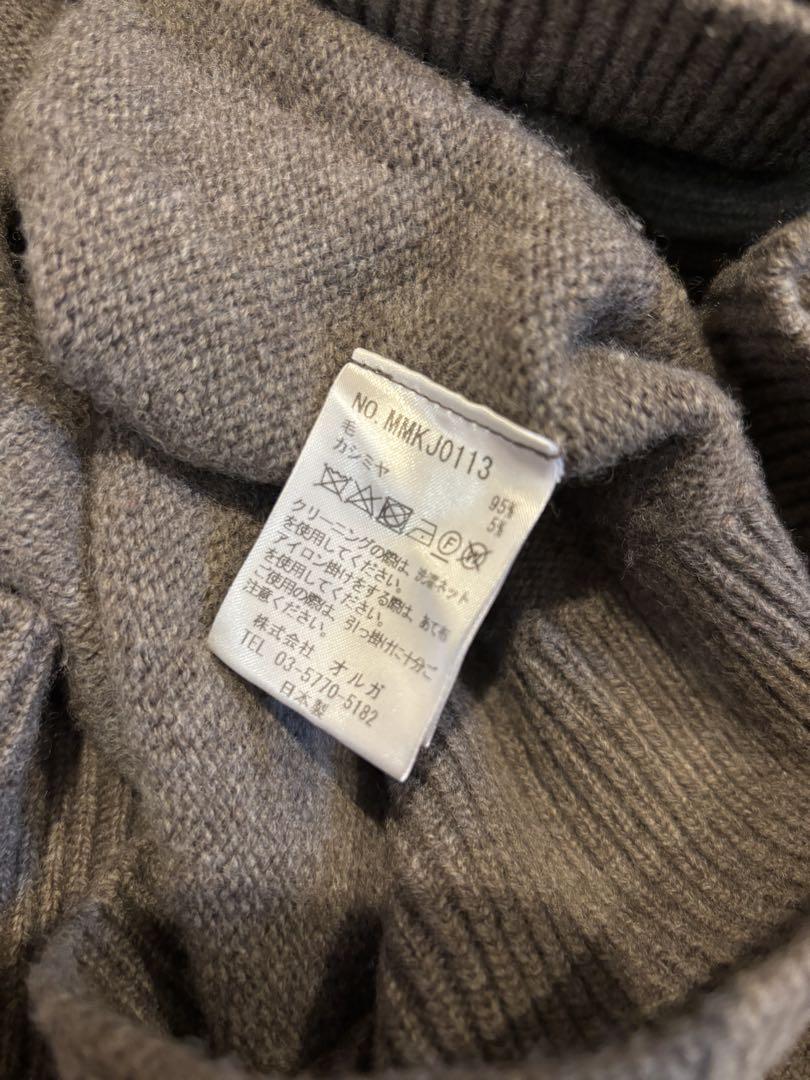 NO. MMKJ0113
毛 95%
カシミヤ 5%
F
クリーニングの際は、洗濯ネット
を使用してください。
アイロン掛けをする際は、あて布
を使用してください。
ご使用の際は、引っ掛けに十分ご
注意ください。
株式会社 オルガ
TEL 03-5770-5182
日本製